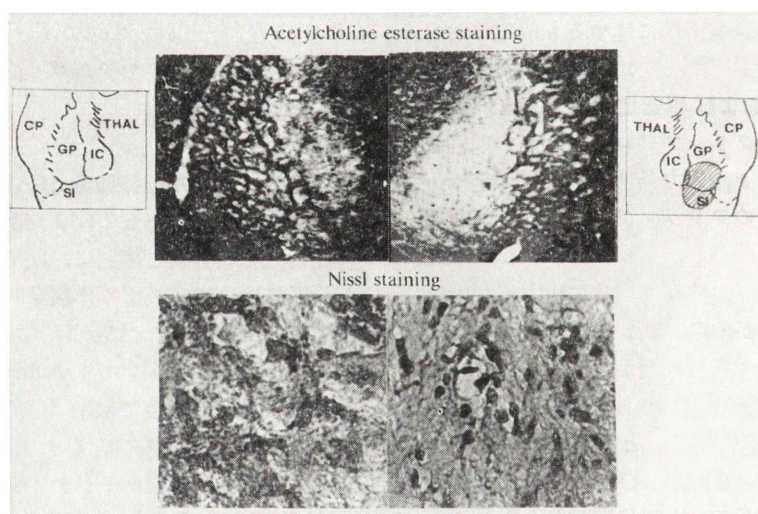 Acetylcholine esterase staining
CP
THAL
GP
IC
SI
THAL
CP
IC
GP
SI
Nissl staining